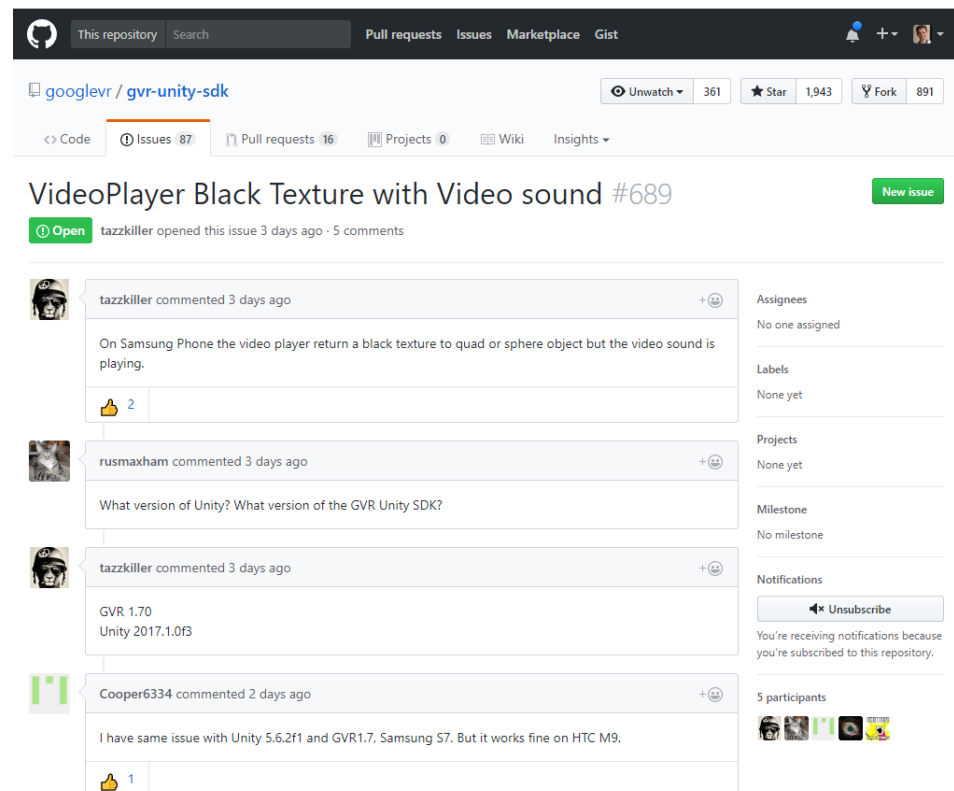 This repository Search Pull requests Issues Marketplace Gist
googlevr / gvr-unity-sdk Unwatch 361 Star 1,943 Fork 891
Code Issues 87 Pull requests 16 Projects 0 Wiki Insights
VideoPlayer Black Texture with Video sound #689 New issue
Open tazzkiller opened this issue 3 days ago · 5 comments
tazzkiller commented 3 days ago
On Samsung Phone the video player return a black texture to quad or sphere object but the video sound is
playing.
2
rusmaxham commented 3 days ago
What version of Unity? What version of the GVR Unity SDK?
tazzkiller commented 3 days ago
GVR 1.70
Unity 2017.1.0f3
Cooper6334 commented 2 days ago
I have same issue with Unity 5.6.2f1 and GVR1.7, Samsung S7. But it works fine on HTC M9.
1
Assignees
No one assigned
Labels
None yet
Projects
None yet
Milestone
No milestone
Notifications
Unsubscribe
You're receiving notifications because
you're subscribed to this repository.
5 participants